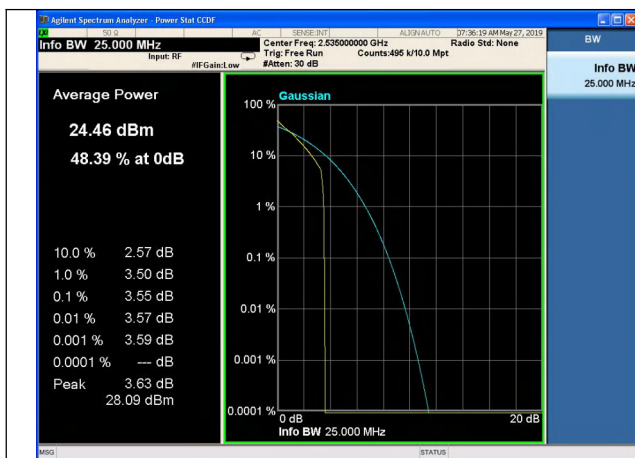 Agilent Spectrum Analyzer - Power Stat CCDF
50 Ω AC SENSE:INT ALIGN AUTO 07:36:19 AM May 27, 2019
Info BW 25.000 MHz
Center Freq: 2.535000000 GHz Radio Std: None
Input: RF Trig: Free Run Counts:495 k/10.0 Mpt
#IFGain:Low #Atten: 30 dB
BW
Info BW
25.000 MHz
Average Power
24.46 dBm
48.39 % at 0dB
10.0 % 2.57 dB
1.0 % 3.50 dB
0.1 % 3.55 dB
0.01 % 3.57 dB
0.001 % 3.59 dB
0.0001 % --- dB
Peak 3.63 dB
28.09 dBm
Gaussian
100 %
10 %
1 %
0.1 %
0.01 %
0.001 %
0.0001 %
0 dB 20 dB
Info BW 25.000 MHz
MSG STATUS